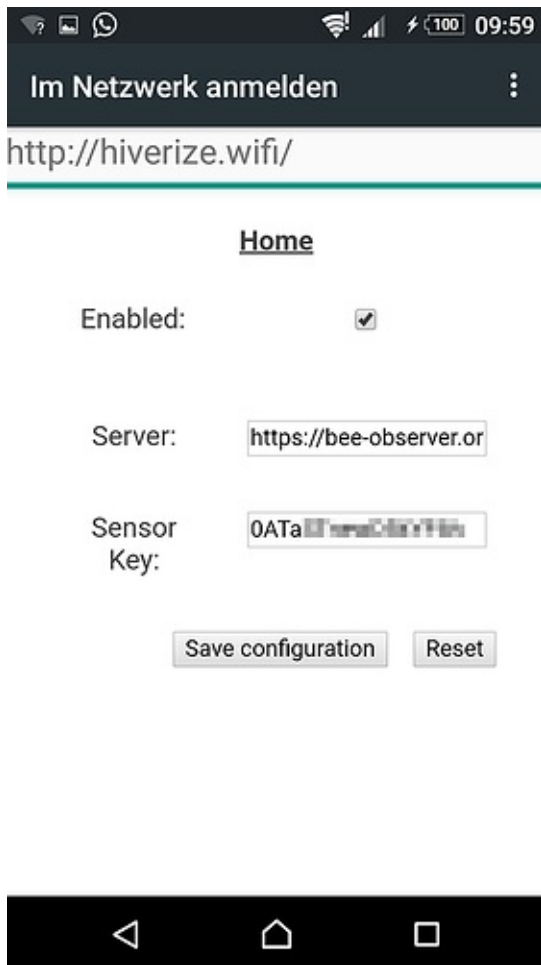 100 09:59
Im Netzwerk anmelden
http://hiverize.wifi/
Home
Enabled:
Server: https://bee-observer.or
Sensor 0ATa
Key:
Save configuration Reset